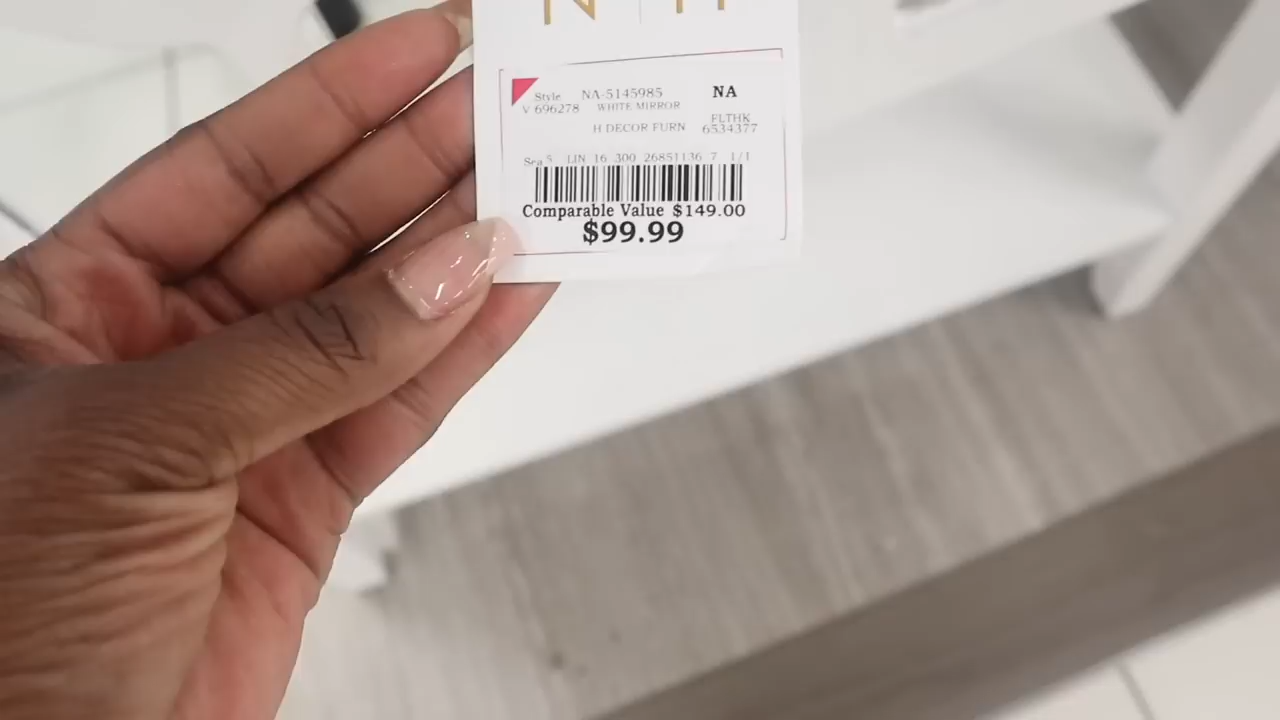 Style NA-5145985 NA
V 696278 WHITE MIRROR
H DECOR FURN FLTHK
6534377
Sea 5 LIN 16 300 26851136 7 1/1
Comparable Value $149.00
$99.99